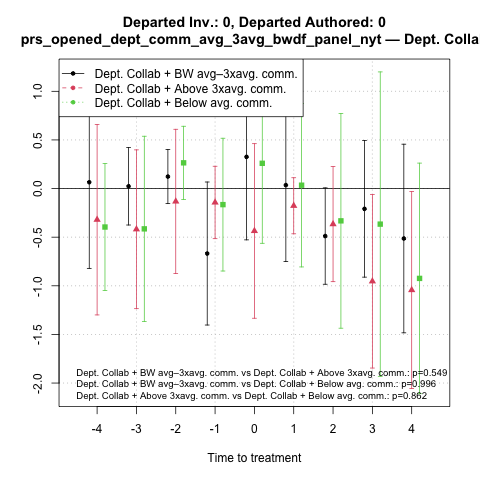 Departed Inv.: 0, Departed Authored: 0
prs_opened_dept_comm_avg_3avg_bwdf_panel_nyt — Dept. Colla
Dept. Collab + BW avg–3xavg. comm.
Dept. Collab + Above 3xavg. comm.
Dept. Collab + Below avg. comm.
1.0
0.5
0.0
-0.5
-1.0
-1.5
-2.0
Dept. Collab + BW avg–3xavg. comm. vs Dept. Collab + Above 3xavg. comm.: p=0.549
Dept. Collab + BW avg–3xavg. comm. vs Dept. Collab + Below avg. comm.: p=0.996
Dept. Collab + Above 3xavg. comm. vs Dept. Collab + Below avg. comm.: p=0.862
-4 -3 -2 -1 0 1 2 3 4
Time to treatment